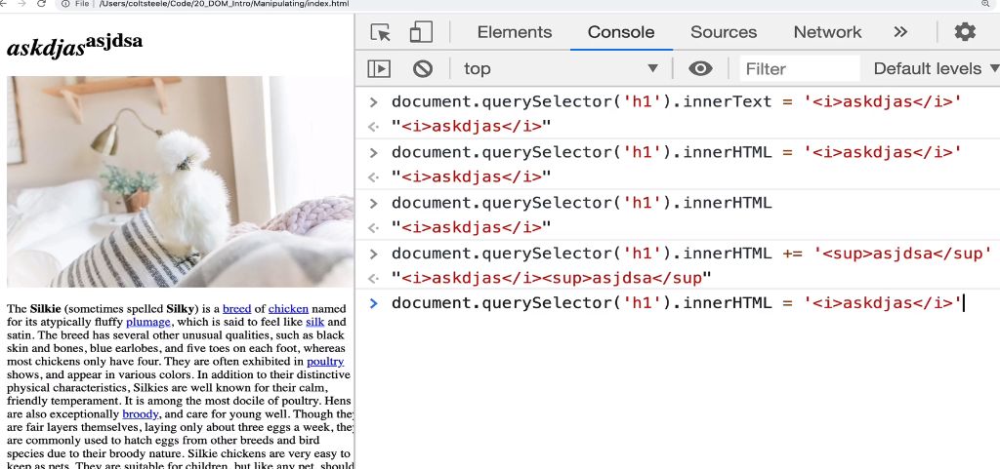 File | /Users/coltsteele/Code/20_DOM_Intro/Manipulating/index.html
askdjasasjdsa
The Silkie (sometimes spelled Silky) is a breed of chicken named
for its atypically fluffy plumage, which is said to feel like silk and
satin. The breed has several other unusual qualities, such as black
skin and bones, blue earlobes, and five toes on each foot, whereas
most chickens only have four. They are often exhibited in poultry
shows, and appear in various colors. In addition to their distinctive
physical characteristics, Silkies are well known for their calm,
friendly temperament. It is among the most docile of poultry. Hens
are also exceptionally broody, and care for young well. Though they
are fair layers themselves, laying only about three eggs a week, they
are commonly used to hatch eggs from other breeds and bird
species due to their broody nature. Silkie chickens are very easy to
keep as pets. They are suitable for children, but like any pet, should
Elements Console Sources Network »
top Filter Default levels ▼
> document.querySelector('h1').innerText = '<i>askdjas</i>'
"<i>askdjas</i>"
> document.querySelector('h1').innerHTML = '<i>askdjas</i>'
"<i>askdjas</i>"
> document.querySelector('h1').innerHTML
"<i>askdjas</i>"
> document.querySelector('h1').innerHTML += '<sup>asjdsa</sup'
"<i>askdjas</i><sup>asjdsa</sup"
> document.querySelector('h1').innerHTML = '<i>askdjas</i>'